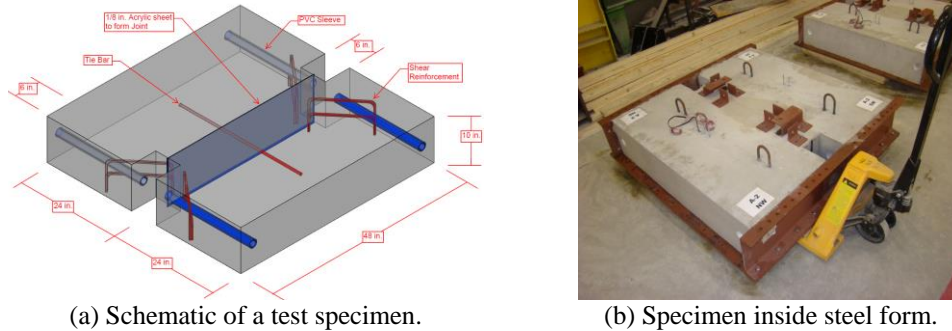 1/8 in. Acrylic sheet
to form Joint
PVC Sleeve
Tie Bar
6 in.
Shear
Reinforcement
6 in.
10 in.
24 in.
48 in.
24 in.
A-2
NW
(a) Schematic of a test specimen.
(b) Specimen inside steel form.